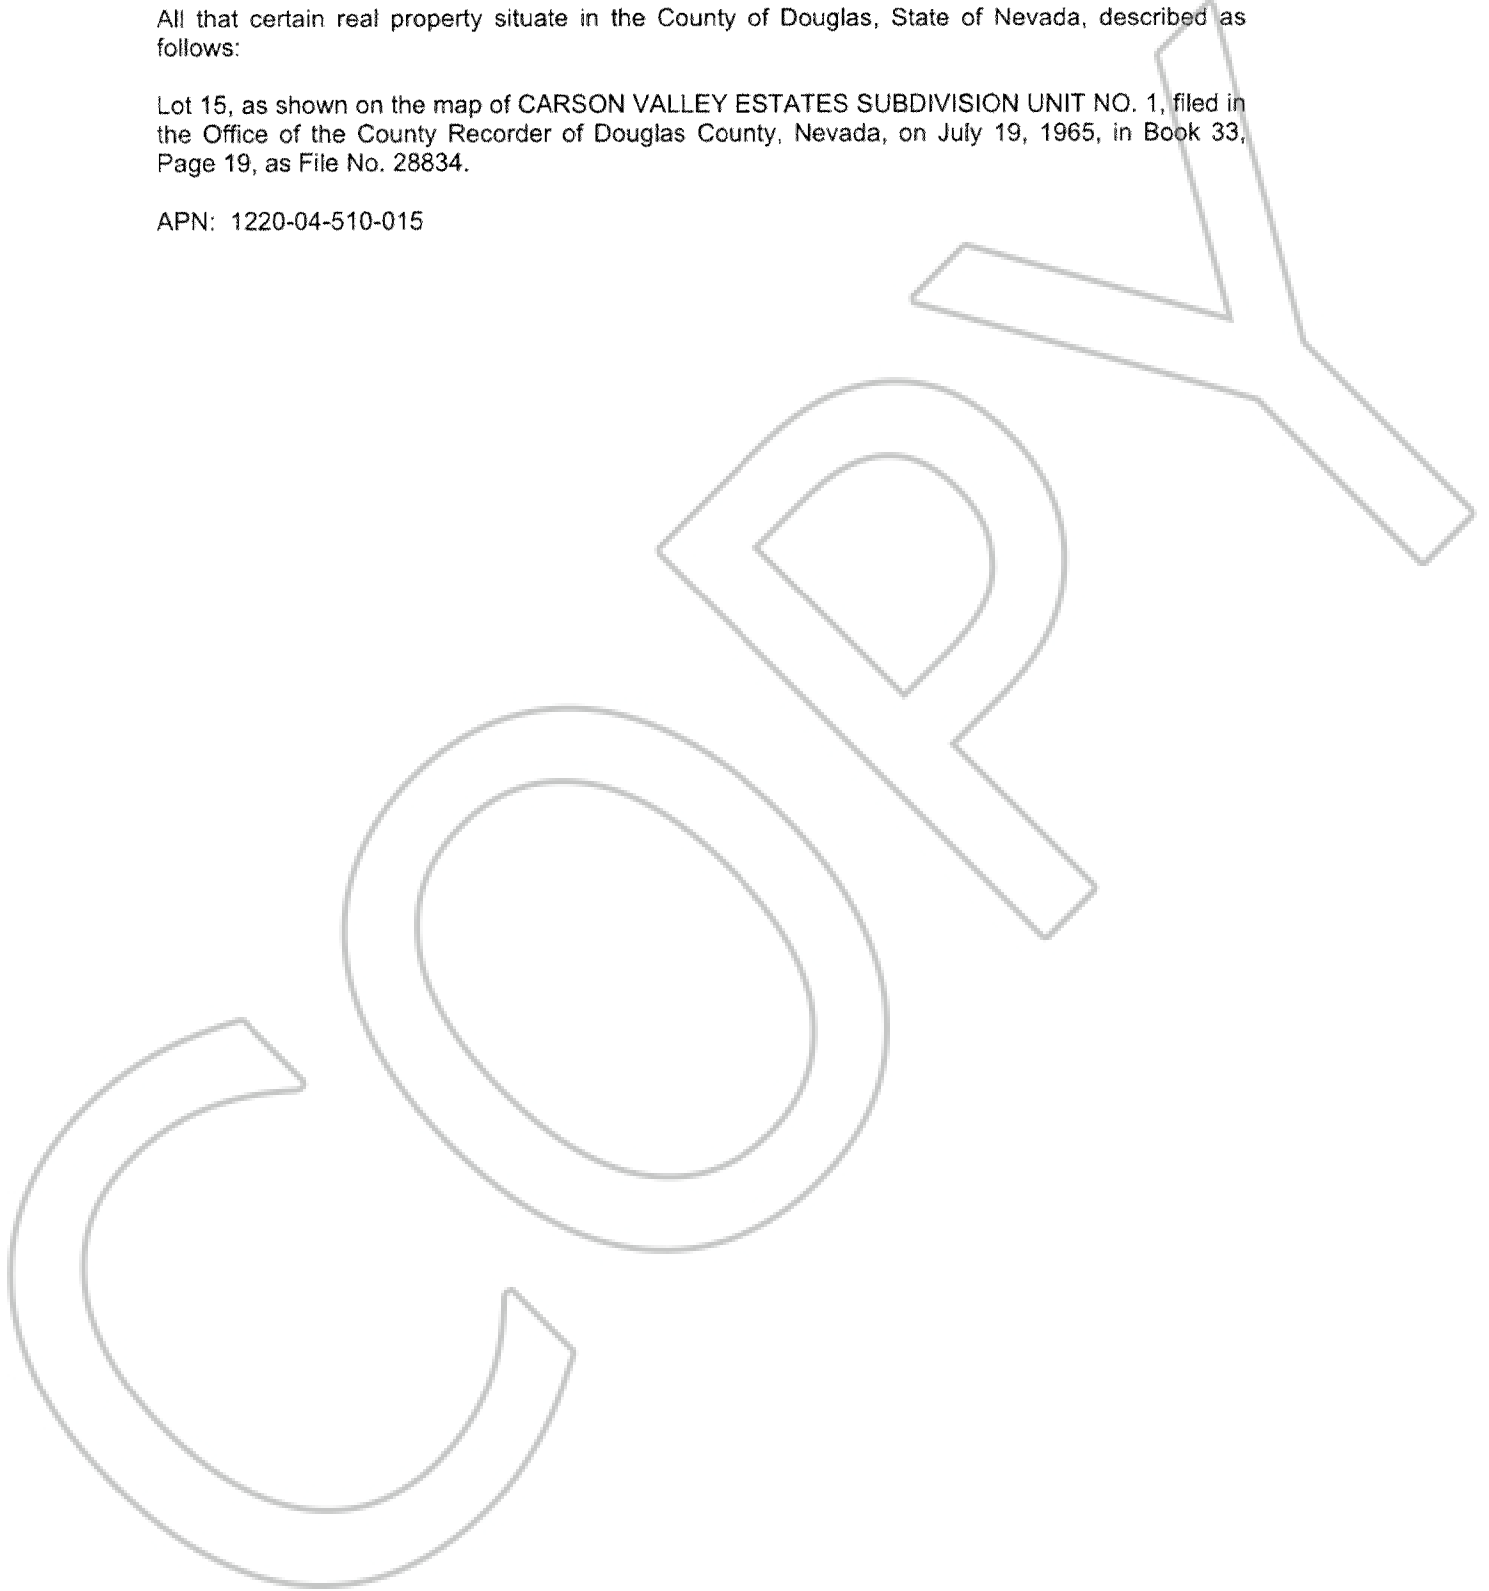 All that certain real property situate in the County of Douglas, State of Nevada, described as
follows:
Lot 15, as shown on the map of CARSON VALLEY ESTATES SUBDIVISION UNIT NO. 1, filed in
the Office of the County Recorder of Douglas County, Nevada, on July 19, 1965, in Book 33,
Page 19, as File No. 28834.
APN: 1220-04-510-015
COPY